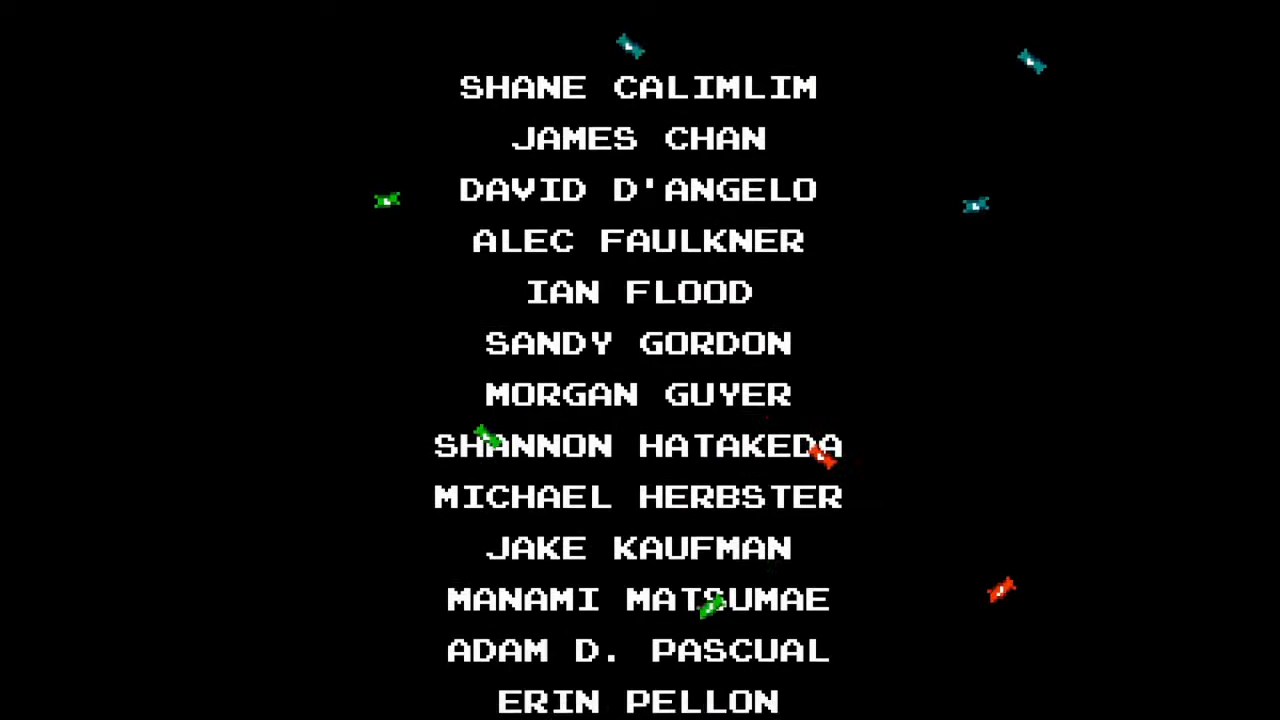 SHANE CALIMLIM
JAMES CHAN
DAVID D'ANGELO
ALEC FAULKNER
IAN FLOOD
SANDY GORDON
MORGAN GUYER
SHANNON HATAKEDA
MICHAEL HERBSTER
JAKE KAUFMAN
MANAMI MATSUMAE
ADAM D. PASCUAL
ERIN PELLON